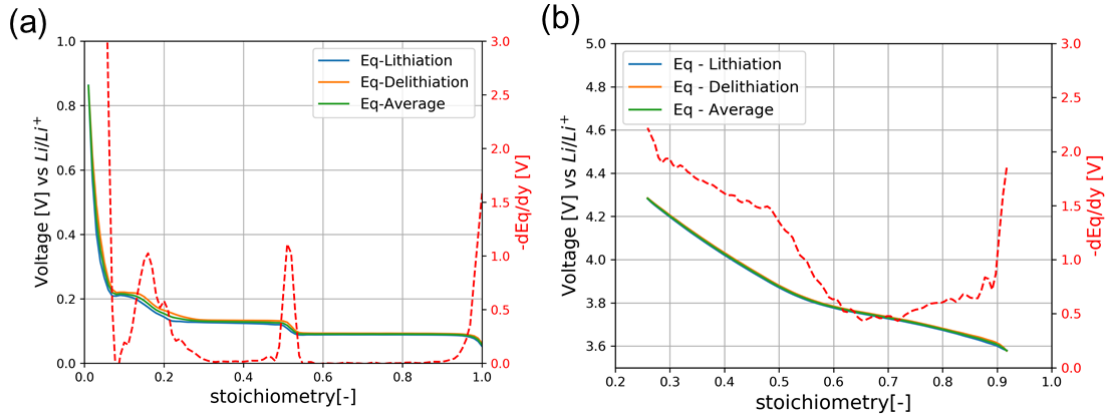 (a)
1.0
0.8
0.6
0.4
0.2
0.0
Voltage [V] vs Li/Li+
Eq-Lithiation
Eq-Delithiation
Eq-Average
3.0
2.5
2.0
1.5
1.0
0.5
0.0
-dEq/dy [V]
0.0 0.2 0.4 0.6 0.8 1.0
stoichiometry[-]
(b)
5.0
4.8
4.6
4.4
4.2
4.0
3.8
3.6
Voltage [V] vs Li/Li+
Eq - Lithiation
Eq - Delithiation
Eq - Average
3.0
2.5
2.0
1.5
1.0
0.5
0.0
-dEq/dy [V]
0.2 0.3 0.4 0.5 0.6 0.7 0.8 0.9 1.0
stoichiometry[-]